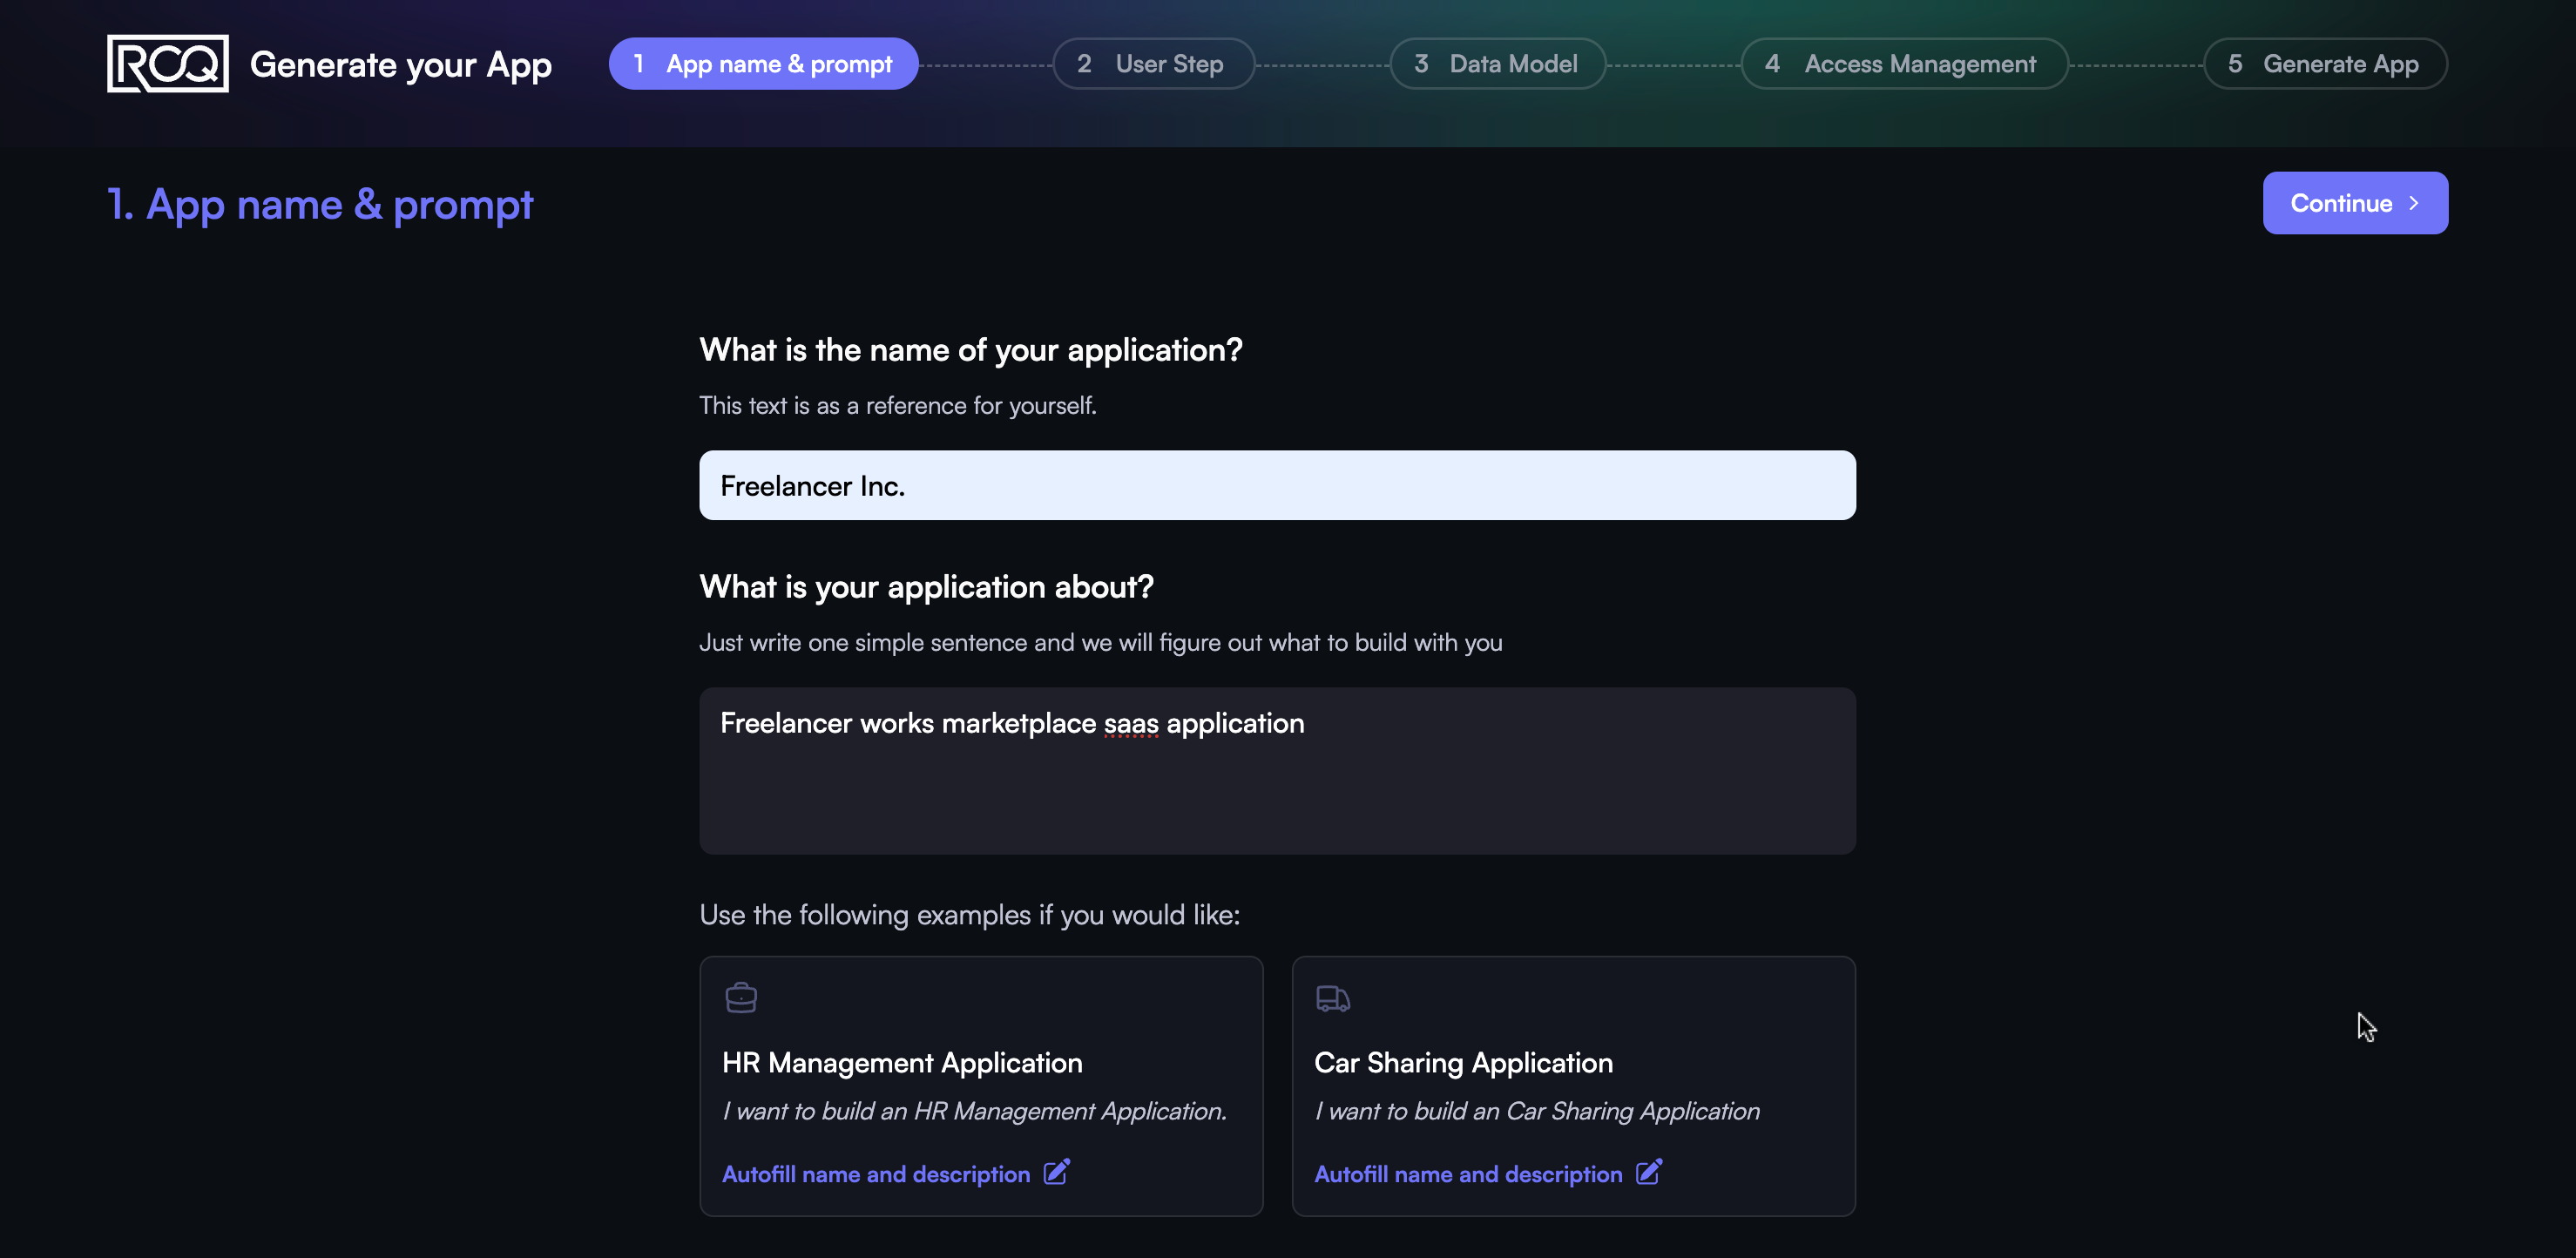 RCQ Generate your App 1 App name & prompt 2 User Step 3 Data Model 4 Access Management 5 Generate App
1. App name & prompt
Continue
What is the name of your application?
This text is as a reference for yourself.
Freelancer Inc.
What is your application about?
Just write one simple sentence and we will figure out what to build with you
Freelancer works marketplace saas application
Use the following examples if you would like:
HR Management Application
I want to build an HR Management Application.
Autofill name and description
Car Sharing Application
I want to build an Car Sharing Application
Autofill name and description